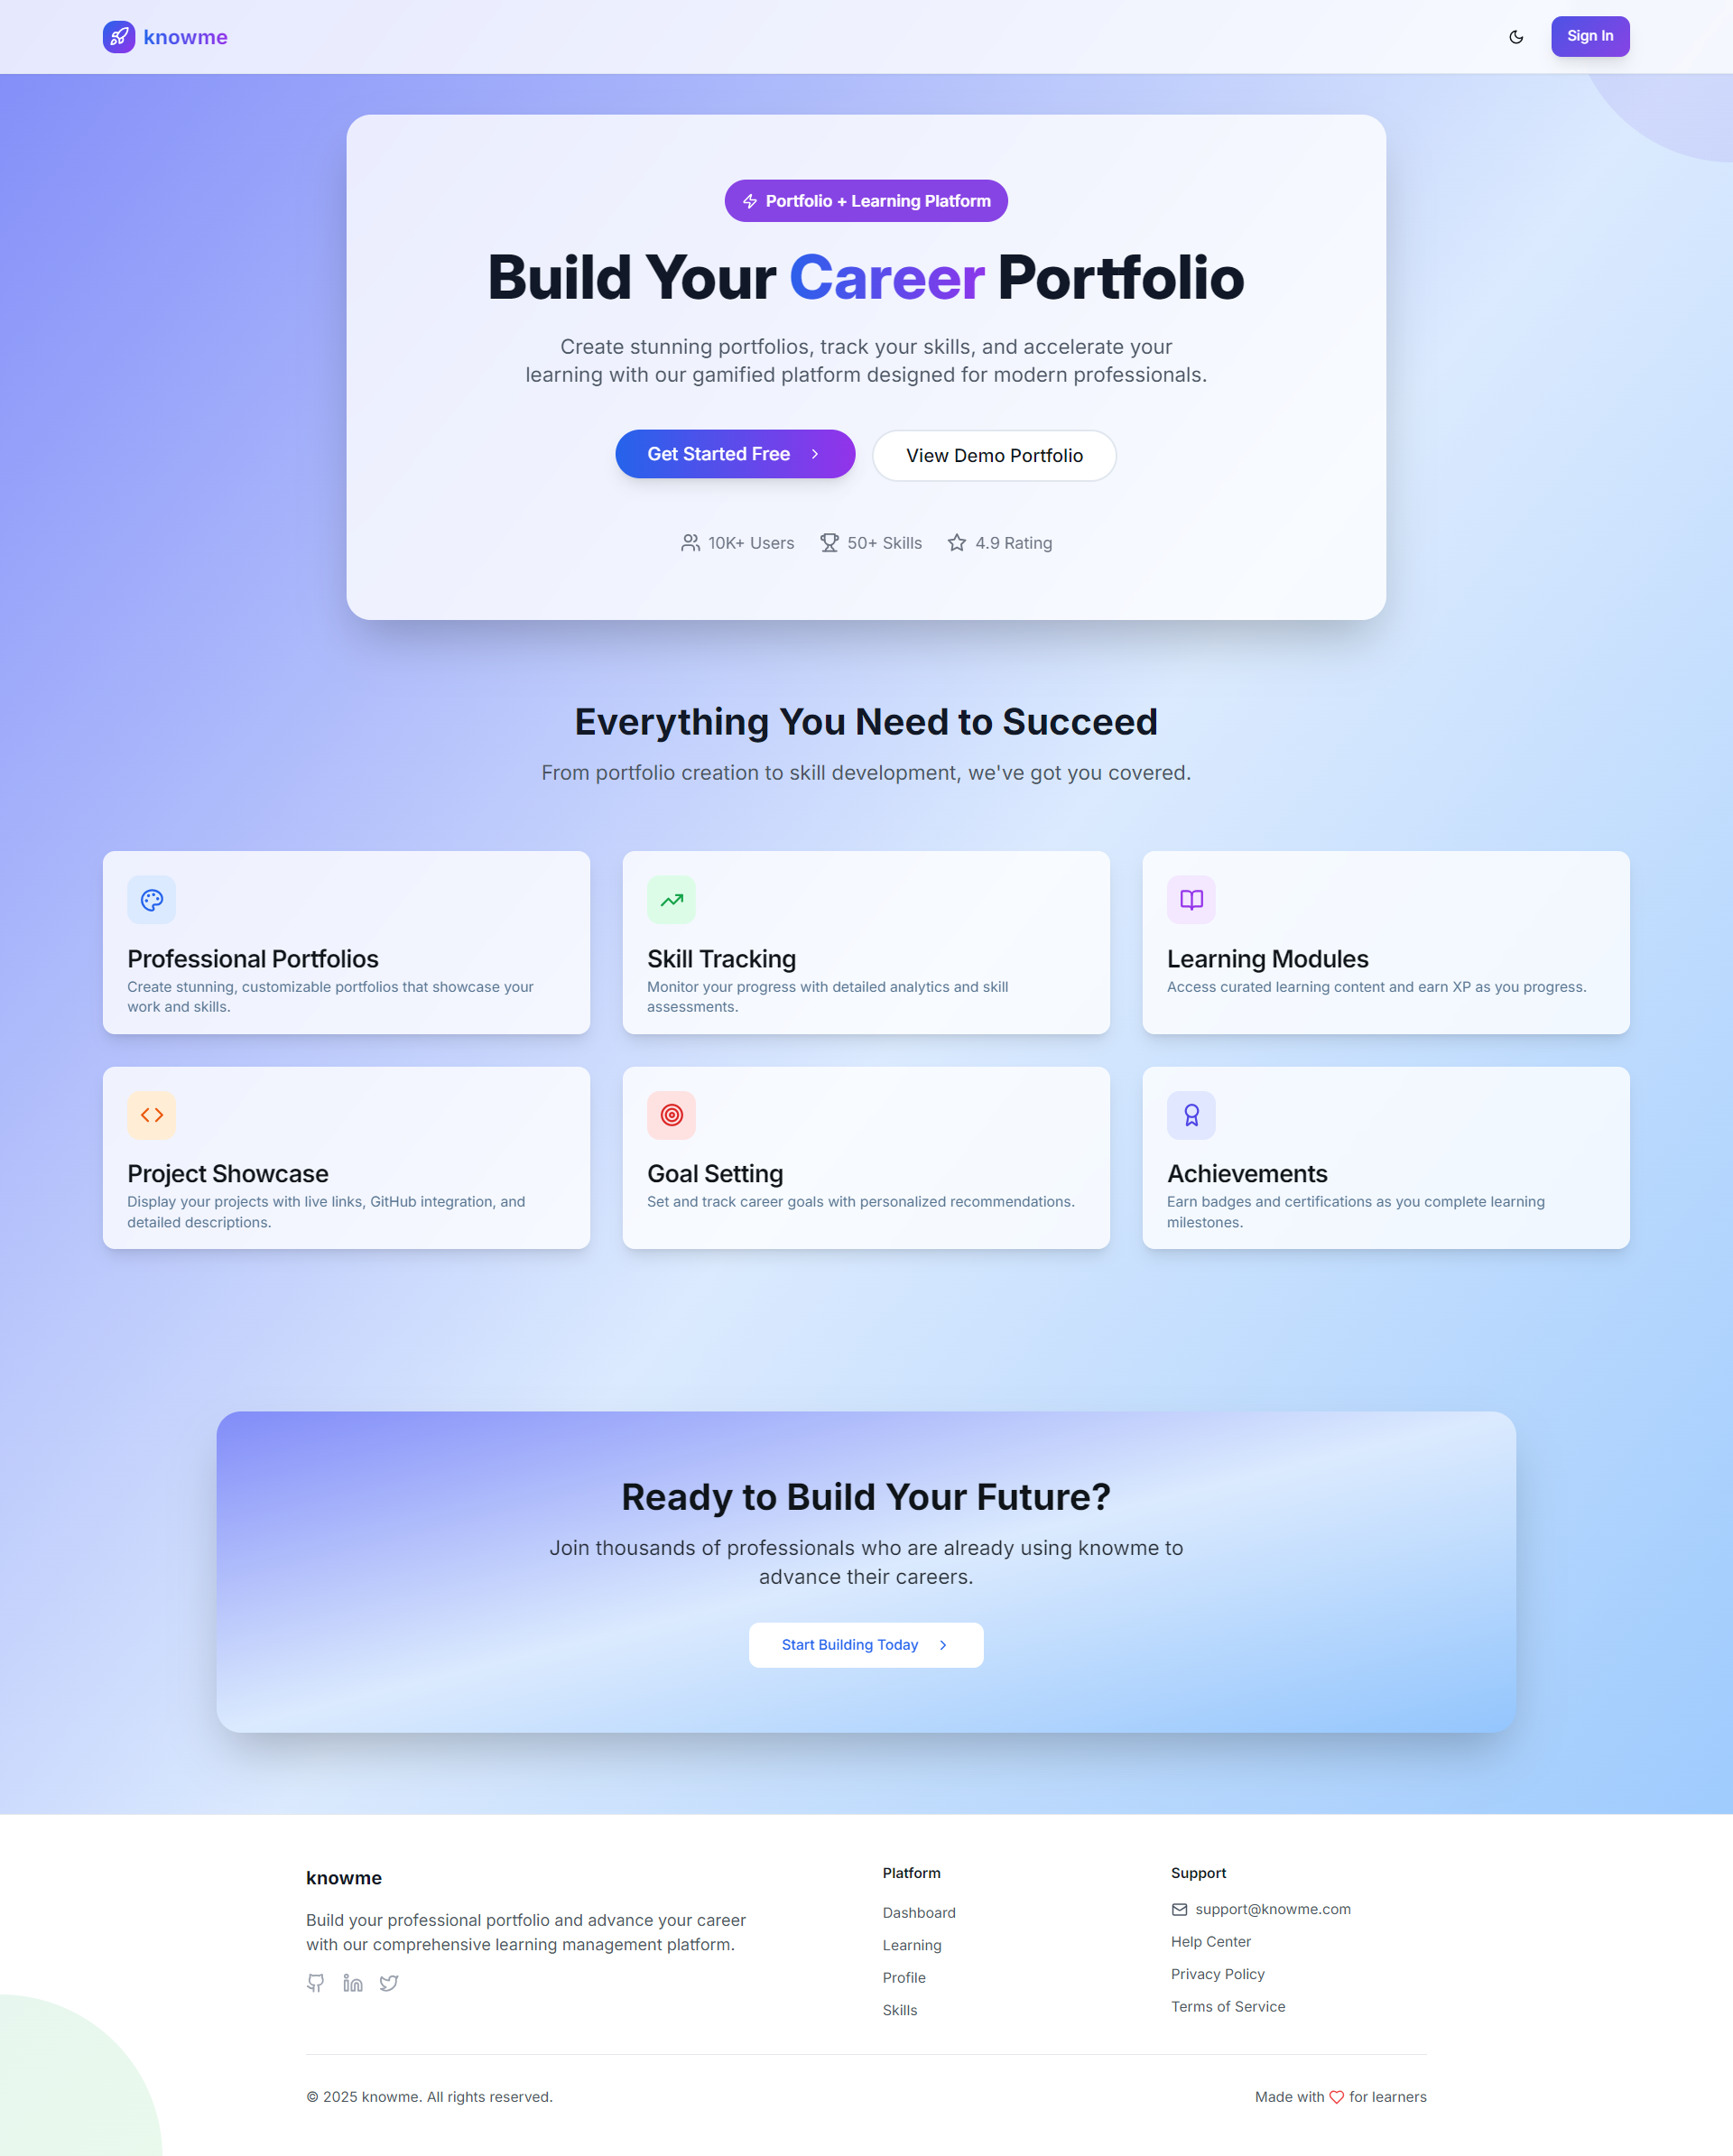 knowme
Sign In
Portfolio + Learning Platform
Build Your Career Portfolio
Create stunning portfolios, track your skills, and accelerate your
learning with our gamified platform designed for modern professionals.
Get Started Free
View Demo Portfolio
10K+ Users
50+ Skills
4.9 Rating
Everything You Need to Succeed
From portfolio creation to skill development, we've got you covered.
Professional Portfolios
Create stunning, customizable portfolios that showcase your
work and skills.
Skill Tracking
Monitor your progress with detailed analytics and skill
assessments.
Learning Modules
Access curated learning content and earn XP as you progress.
Project Showcase
Display your projects with live links, GitHub integration, and
detailed descriptions.
Goal Setting
Set and track career goals with personalized recommendations.
Achievements
Earn badges and certifications as you complete learning
milestones.
Ready to Build Your Future?
Join thousands of professionals who are already using knowme to
advance their careers.
Start Building Today
knowme
Build your professional portfolio and advance your career
with our comprehensive learning management platform.
Platform
Dashboard
Learning
Profile
Skills
Support
support@knowme.com
Help Center
Privacy Policy
Terms of Service
© 2025 knowme. All rights reserved.
Made with for learners